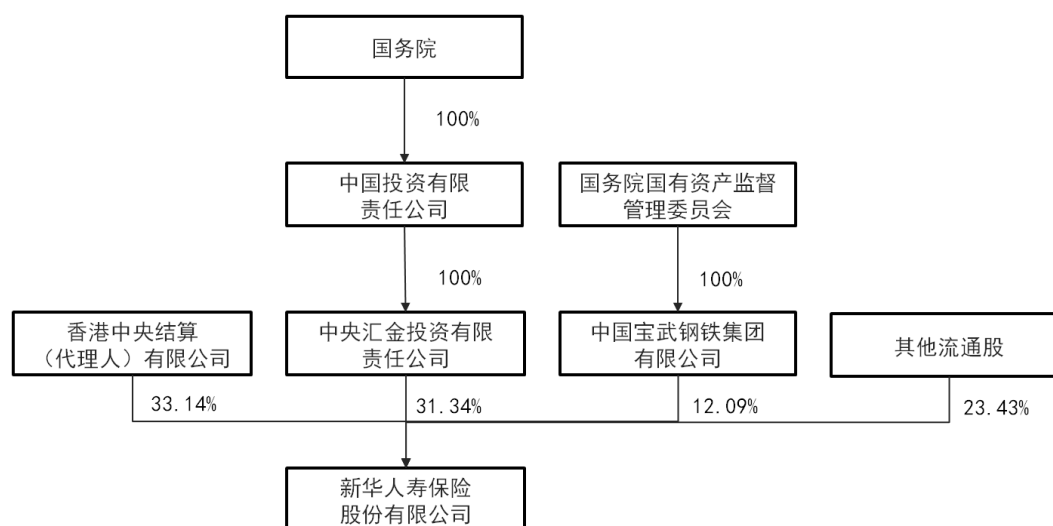 国务院
100%
中国投资有限
责任公司
国务院国有资产监督
管理委员会
100%
100%
香港中央结算
（代理人）有限公司
中央汇金投资有限
责任公司
中国宝武钢铁集团
有限公司
其他流通股
33.14%
31.34%
12.09%
23.43%
新华人寿保险
股份有限公司